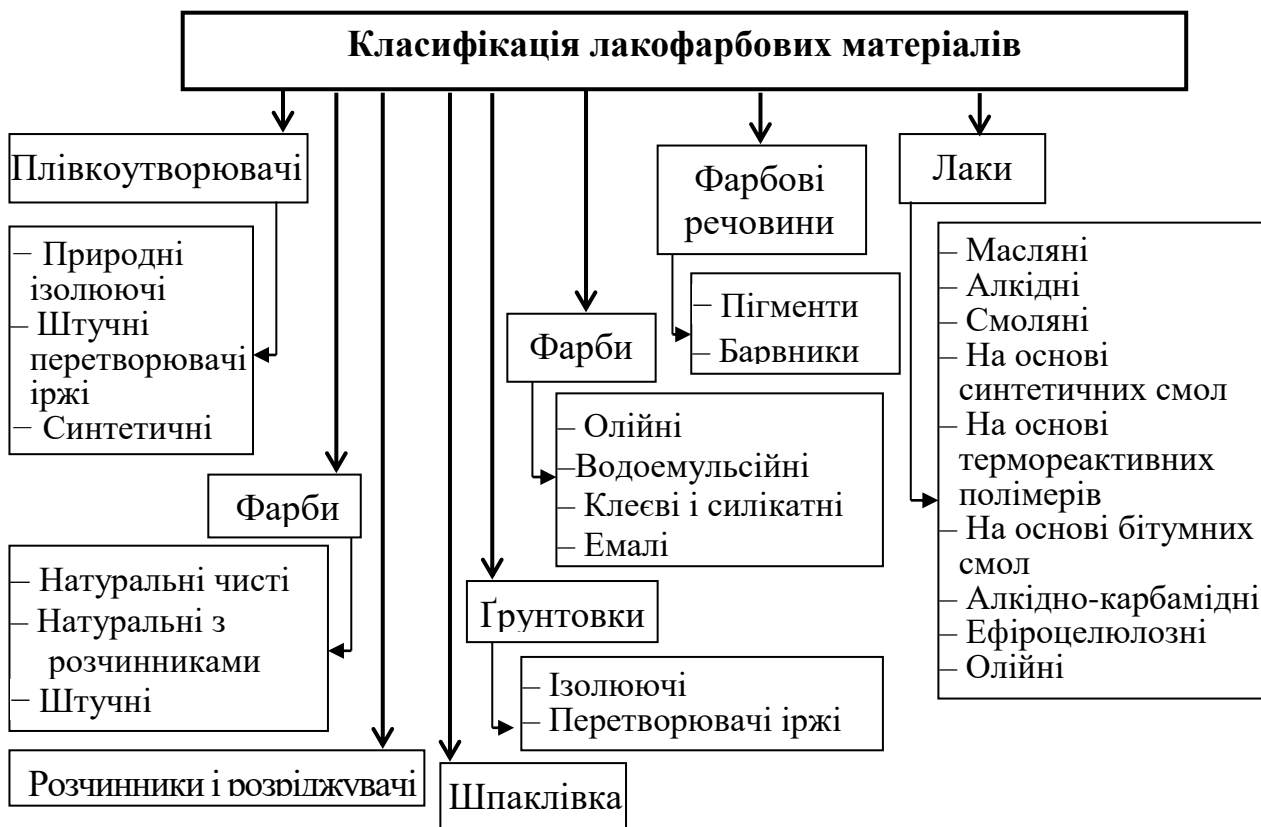 Класифікація лакофарбових матеріалів
Плівкоутворювачі
– Природні
ізолюючі
– Штучні
перетворювачі
іржі
– Синтетичні
Фарби
– Натуральні чисті
– Натуральні з
розчинниками
– Штучні
Розчинники і розріджувачі
Шпаклівка
Ґрунтовки
– Ізолюючі
– Перетворювачі іржі
Фарби
– Олійні
– Водоемульсійні
– Клеєві і силікатні
– Емалі
Фарбові
речовини
– Пігменти
– Барвники
Лаки
– Масляні
– Алкідні
– Смоляні
– На основі
синтетичних смол
– На основі
термореактивних
полімерів
– На основі бітумних
смол
– Алкідно-карбамідні
– Ефіроцелюлозні
– Олійні